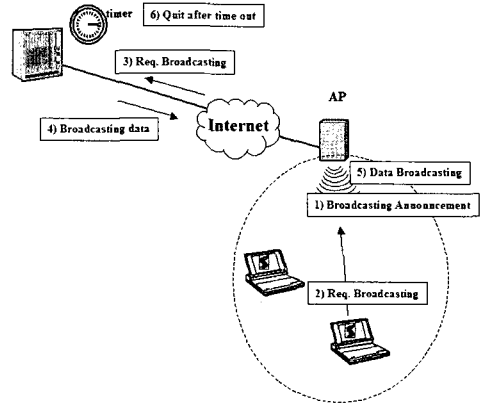 timer
6) Quit after time out
3) Req. Broadcasting
AP
4) Broadcasting data
Internet
5) Data Broadcasting
1) Broadcasting Announcement
2) Req. Broadcasting